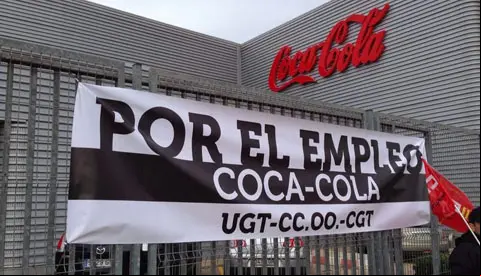 Coca-Cola
POR EL EMPLEO
COCA-COLA
UGT-CC.OO.-CGT